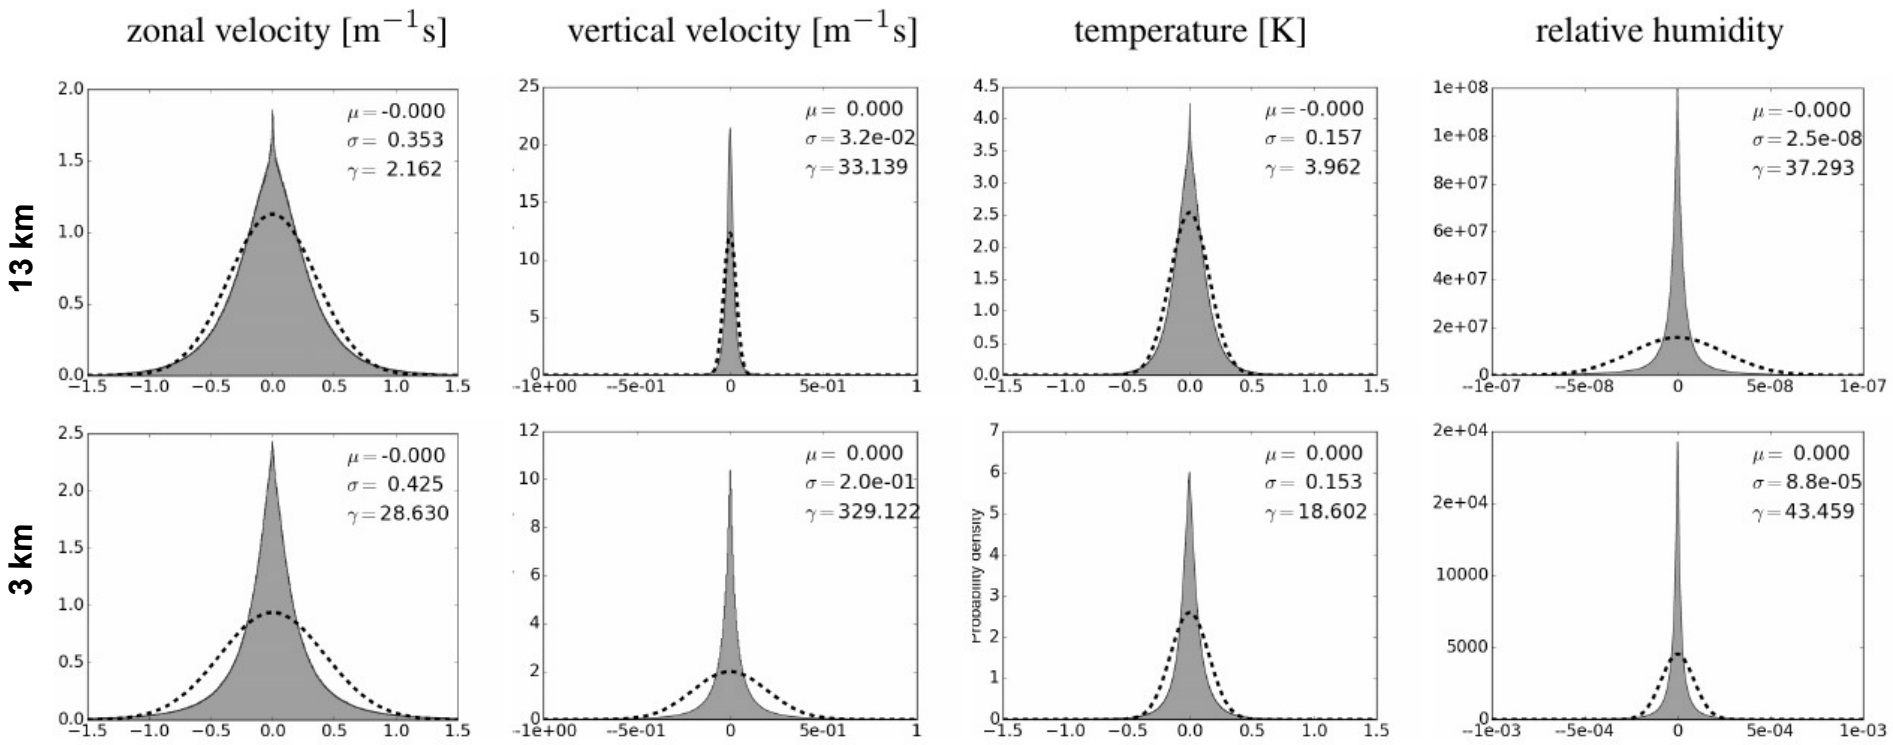 zonal velocity [m⁻¹s]
vertical velocity [m⁻¹s]
temperature [K]
relative humidity
13 km
2.0
1.5
1.0
0.5
0.0
−1.5 −1.0 −0.5 0.0 0.5 1.0 1.5
μ = -0.000
σ = 0.353
γ = 2.162
25
20
15
10
5
0
--1e+00 --5e-01 0 5e-01 1
μ = 0.000
σ = 3.2e-02
γ = 33.139
4.5
4.0
3.5
3.0
2.5
2.0
1.5
1.0
0.5
0.0
−1.5 −1.0 −0.5 0.0 0.5 1.0 1.5
μ = -0.000
σ = 0.157
γ = 3.962
1e+08
1e+08
8e+07
6e+07
4e+07
2e+07
0
--1e-07 --5e-08 0 5e-08 1e-07
μ = -0.000
σ = 2.5e-08
γ = 37.293
3 km
2.5
2.0
1.5
1.0
0.5
0.0
−1.5 −1.0 −0.5 0.0 0.5 1.0 1.5
μ = -0.000
σ = 0.425
γ = 28.630
12
10
8
6
4
2
0
--1e+00 --5e-01 0 5e-01 1
μ = 0.000
σ = 2.0e-01
γ = 329.122
Probability density
7
6
5
4
3
2
1
0
−1.5 −1.0 −0.5 0.0 0.5 1.0 1.5
μ = 0.000
σ = 0.153
γ = 18.602
2e+04
2e+04
10000
5000
0
--1e-03 --5e-04 0 5e-04 1e-03
μ = 0.000
σ = 8.8e-05
γ = 43.459